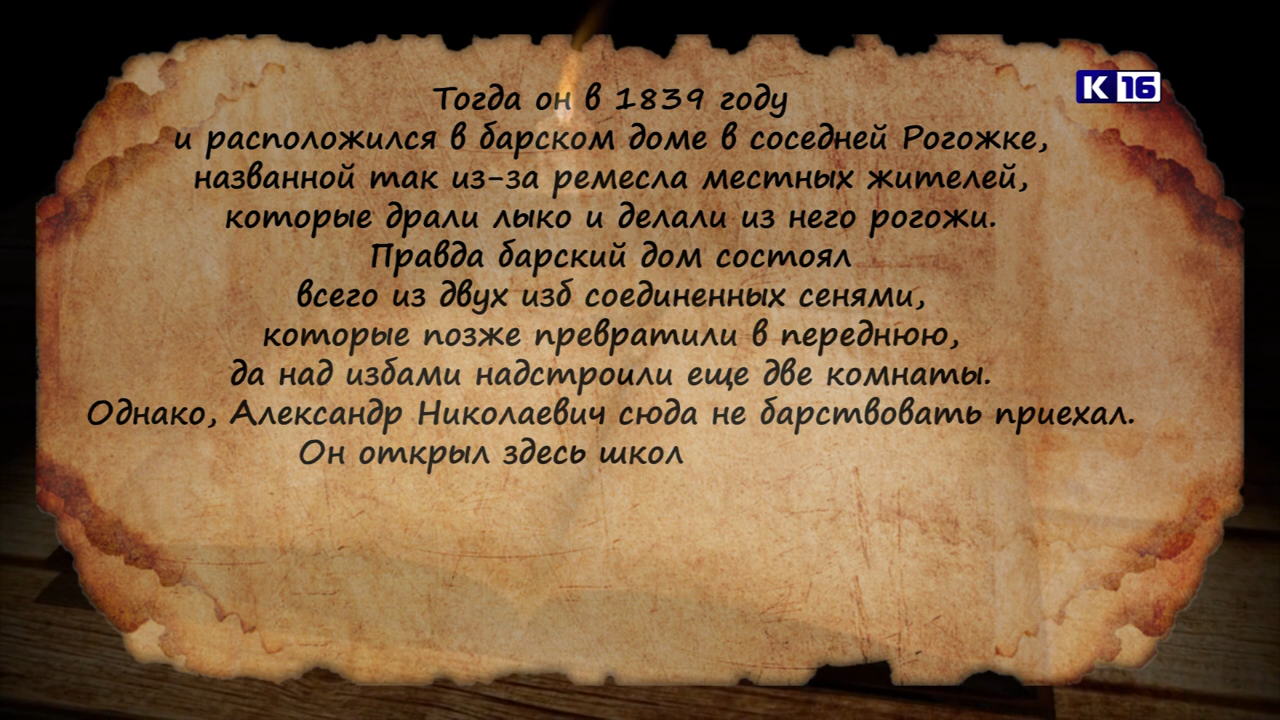 К 16
Тогда он в 1839 году
и расположился в барском доме в соседней Рогожке,
названной так из-за ремесла местных жителей,
которые драли лыко и делали из него рогожи.
Правда барский дом состоял
всего из двух изб соединенных сенями,
которые позже превратили в переднюю,
да над избами надстроили еще две комнаты.
Однако, Александр Николаевич сюда не барствовать приехал.
Он открыл здесь школ